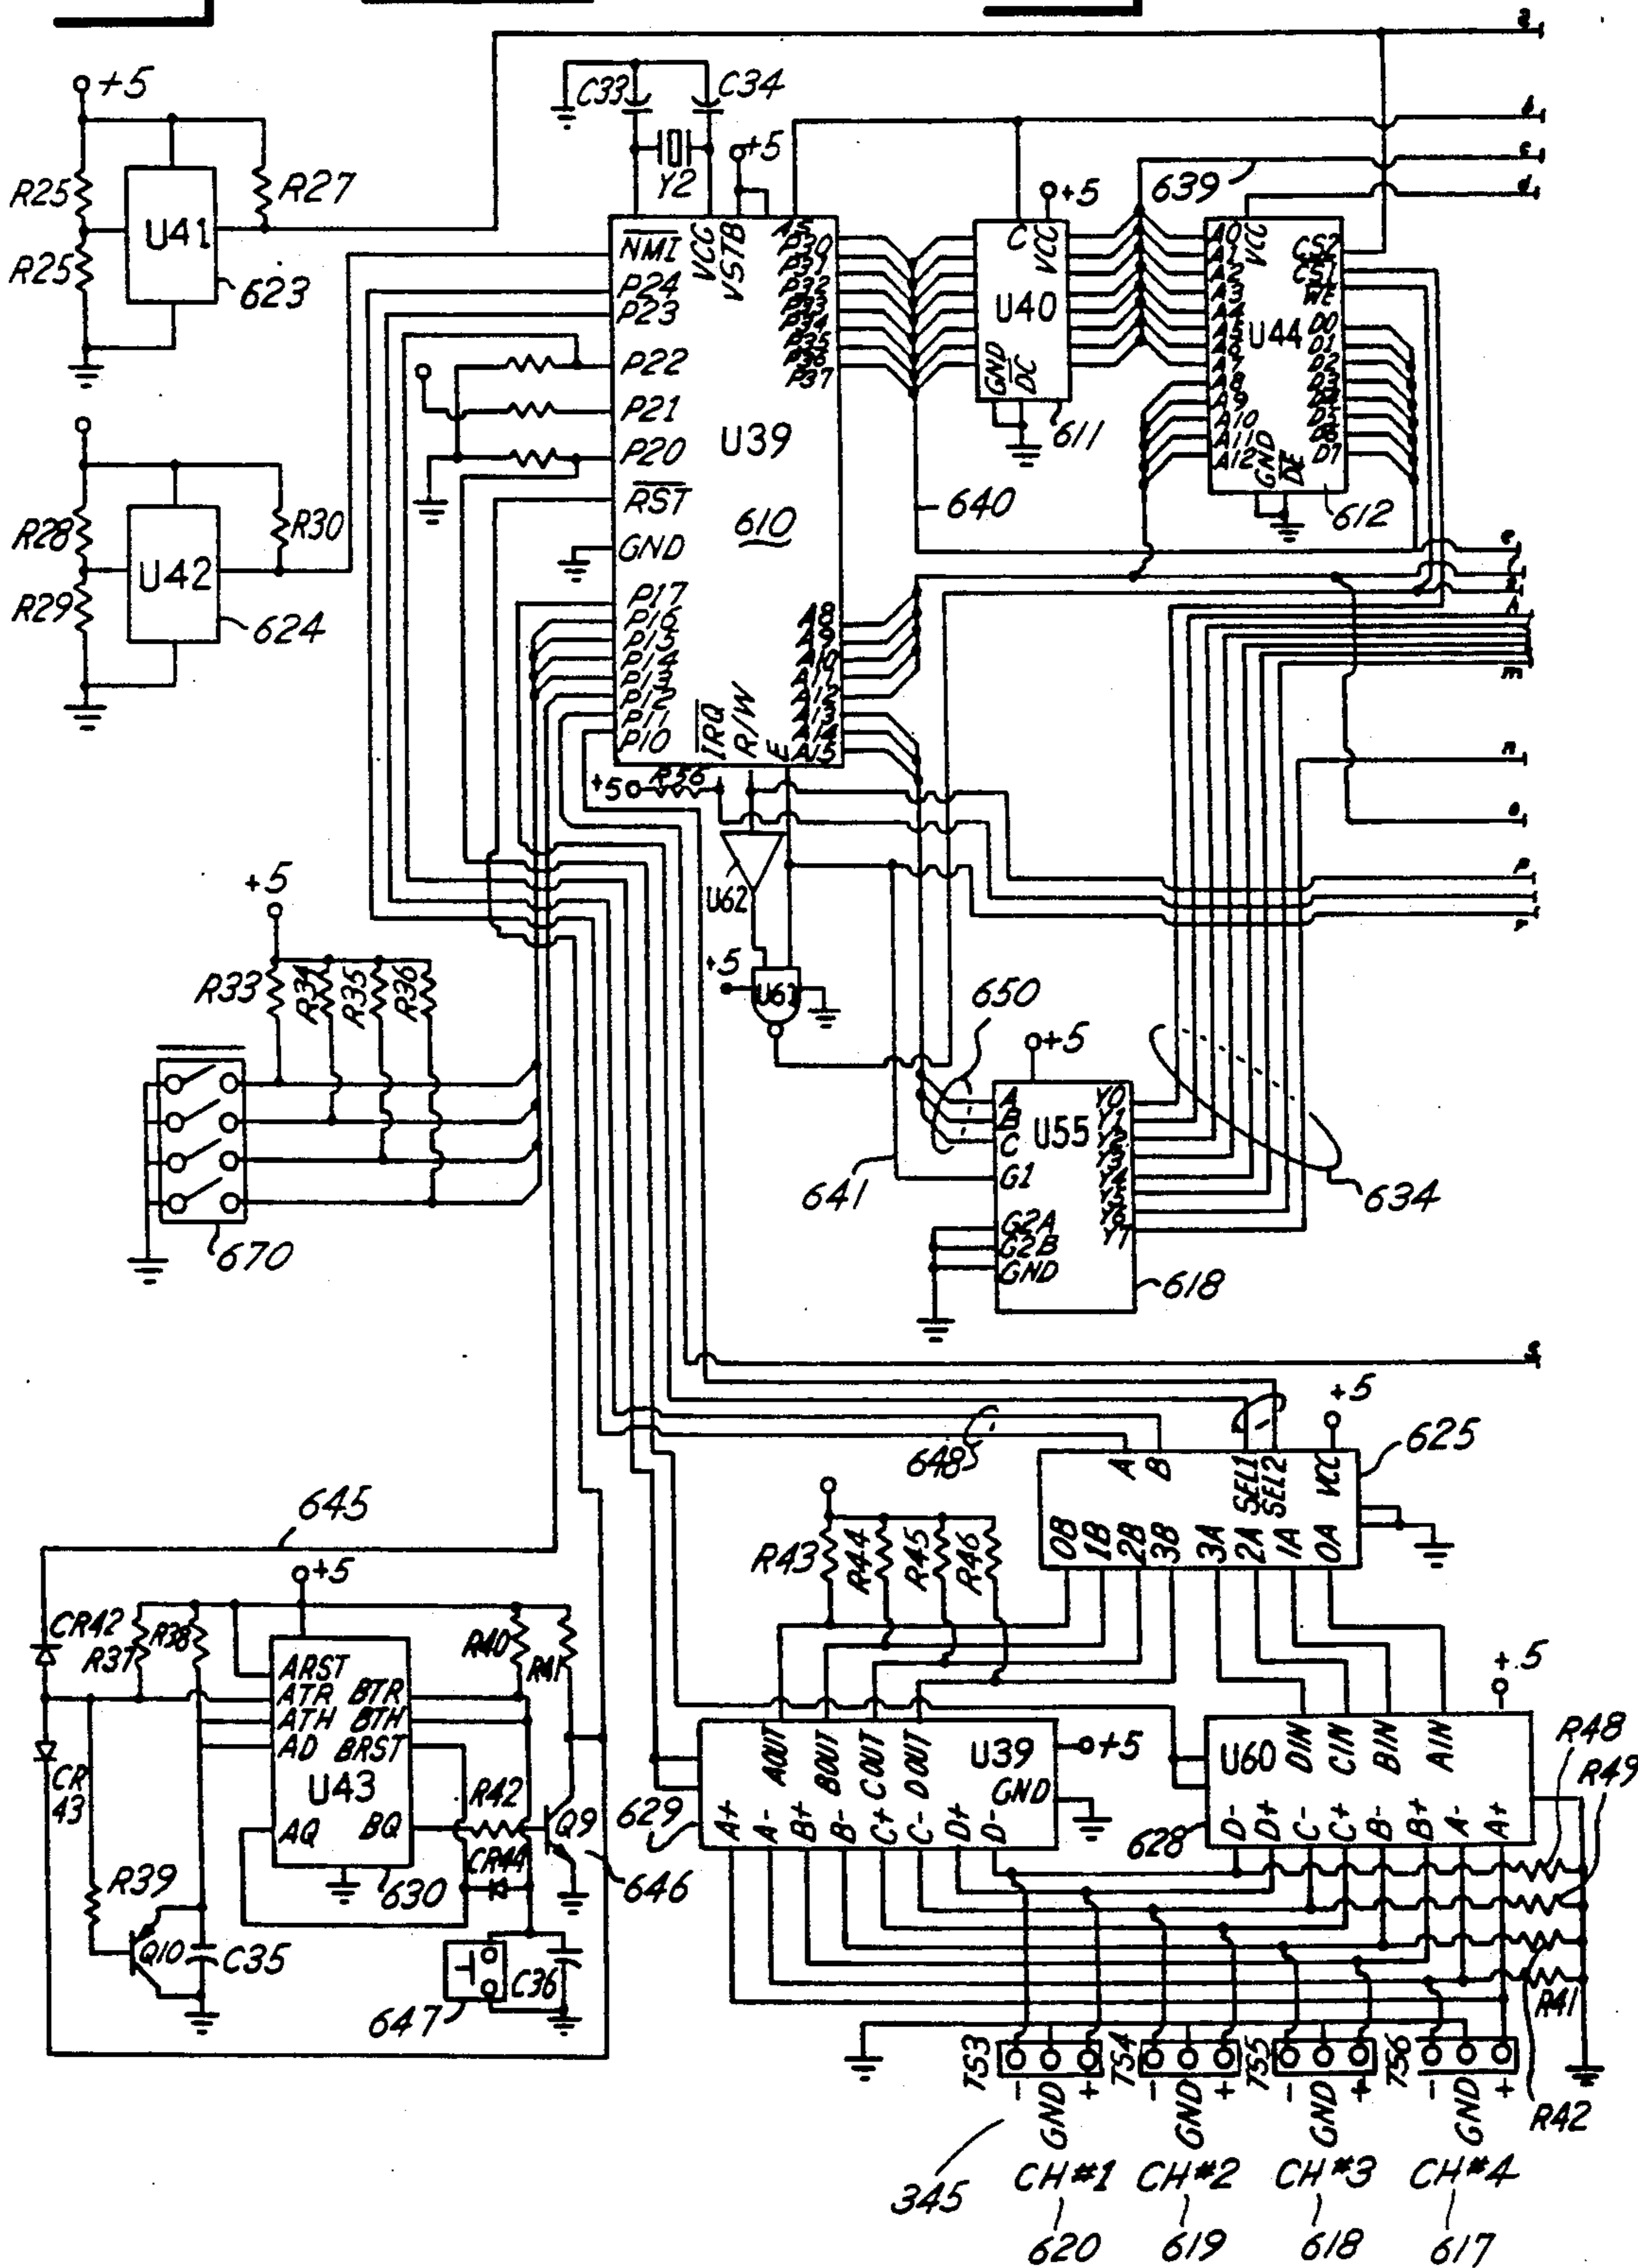 a
+5
C33
C34
b
+5
c
R25
R27
Y2
639
d
U41
+5
R25
623
NMI
VCC
VSTB
AS
P30
P31
P32
P33
P34
P35
P36
P37
P24
P23
P22
P21
P20
RST
GND
P17
P16
P15
P14
P13
P12
P11
P10
U39
610
A8
A9
A10
A11
A12
A13
A14
A15
IRQ
R/W
E
C
VCC
U40
GND
DC
611
A0
A1
A2
A3
A4
A5
A6
A7
A8
A9
A10
A11
A12
VCC
CS2
CS1
WE
U44
D0
D1
D2
D3
D4
D5
D6
D7
GND
DE
612
640
e
R28
R30
U42
R29
624
m
n
+5
R56
o
U62
P
r
+5
+5
U61
R33
R34
R35
R36
650
+5
A
B
C
U55
G1
G2A
G2B
GND
Y0
Y1
Y2
Y3
Y4
Y5
Y6
Y7
641
634
618
670
648
+5
625
A
B
SEL1
SEL2
VCC
0B
1B
2B
3B
3A
2A
1A
0A
645
+5
R43
R44
R45
R46
CR42
R37
R38
R40
R41
ARST
ATR
BTR
ATH
BTH
AD
BRST
U43
AQ
BQ
R42
Q9
CR
43
CR44
630
646
R39
Q10
C35
C36
647
AOUT
BOUT
COUT
DOUT
U39
+5
GND
629
A+
A-
B+
B-
C+
C-
D+
D-
+.5
U60
DIN
CIN
BIN
AIN
628
D-
D+
C-
C+
B-
B+
A-
A+
R48
R49
R41
R42
TS3
TS4
TS5
TS6
-
GND
+
-
GND
+
-
GND
+
-
GND
+
345
CH#1
CH#2
CH#3
CH#4
620
619
618
617